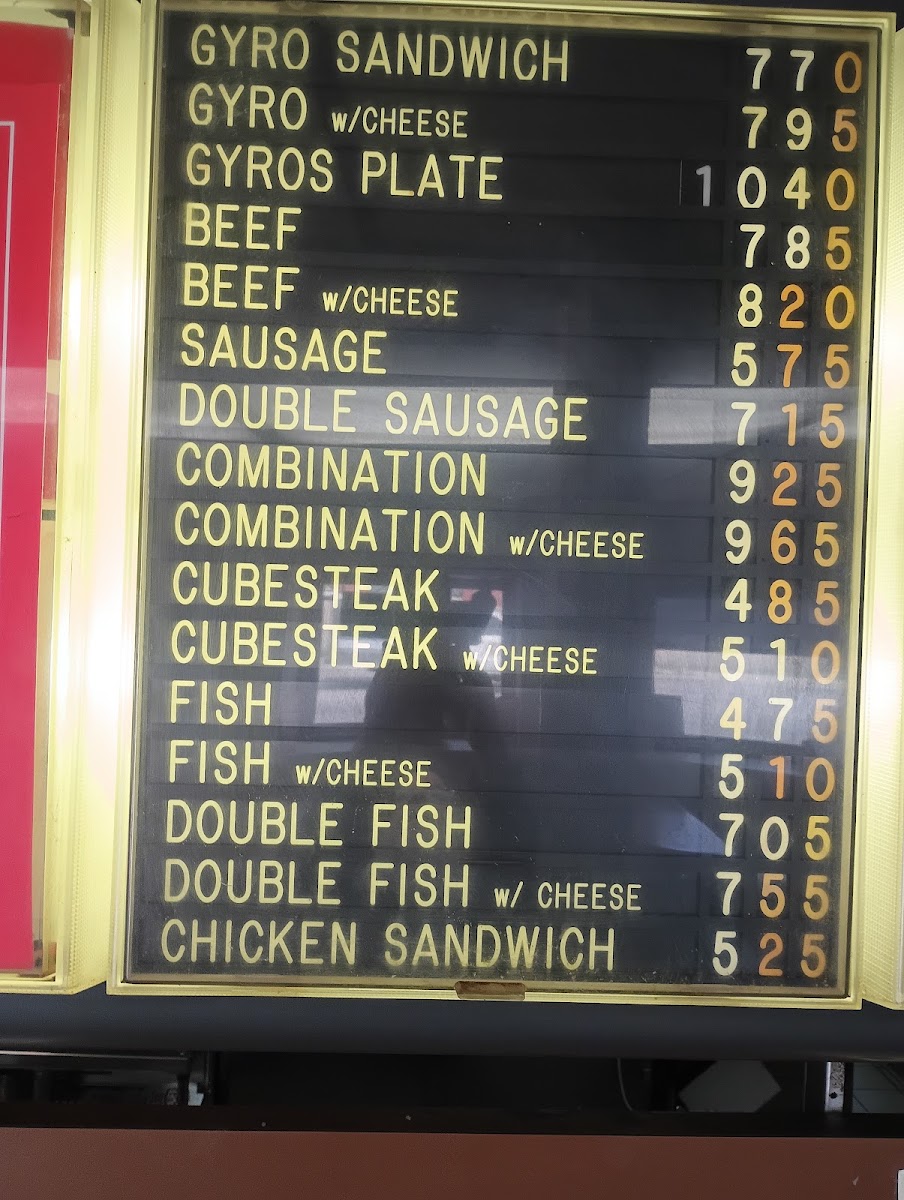 GYRO SANDWICH 770
GYRO w/CHEESE 795
GYROS PLATE 1040
BEEF 785
BEEF w/CHEESE 820
SAUSAGE 575
DOUBLE SAUSAGE 715
COMBINATION 925
COMBINATION w/CHEESE 965
CUBESTEAK 485
CUBESTEAK w/CHEESE 510
FISH 475
FISH w/CHEESE 510
DOUBLE FISH 705
DOUBLE FISH w/ CHEESE 755
CHICKEN SANDWICH 525